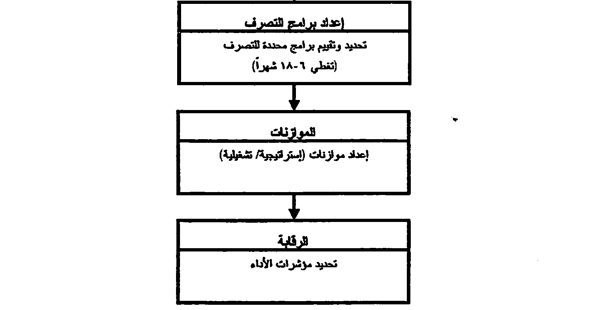 إعداد برامج للتصرف
تحديد وتقييم برامج محددة للتصرف
(تغطي ٦-١٨ شهراً)
للموازنات
إعداد موازنات (إستراتيجية/ تشغيلية)
الرقابة
تحديد مؤشرات الأداء